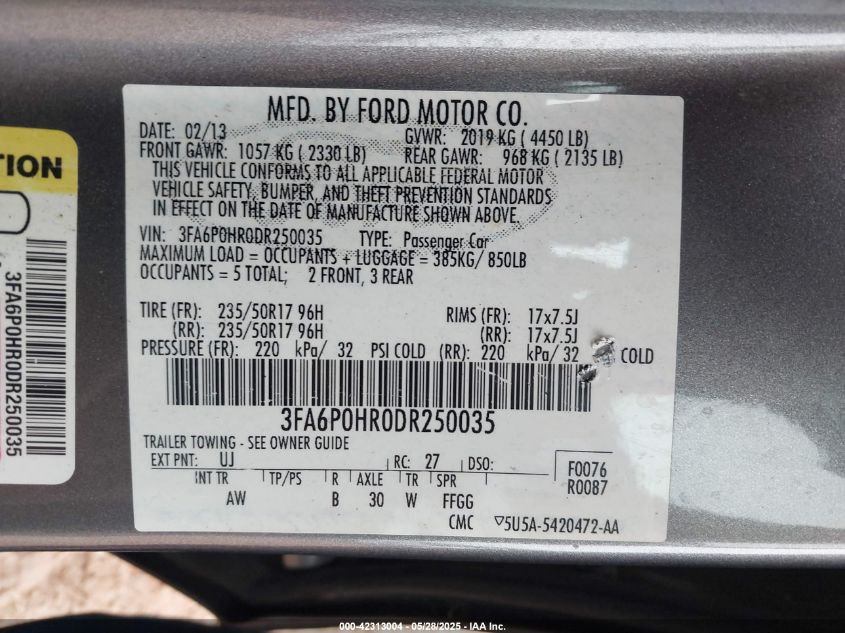 MFD. BY FORD MOTOR CO.
DATE: 02/13 GVWR: 2019 KG ( 4450 LB)
FRONT GAWR: 1057 KG ( 2330 LB) REAR GAWR: 968 KG ( 2135 LB)
THIS VEHICLE CONFORMS TO ALL APPLICABLE FEDERAL MOTOR
VEHICLE SAFETY, BUMPER, AND THEFT PREVENTION STANDARDS
IN EFFECT ON THE DATE OF MANUFACTURE SHOWN ABOVE.
VIN: 3FA6P0HR0DR250035 TYPE: Passenger Car
MAXIMUM LOAD = OCCUPANTS + LUGGAGE = 385KG/ 850LB
OCCUPANTS = 5 TOTAL; 2 FRONT, 3 REAR
TIRE (FR): 235/50R17 96H RIMS (FR): 17x7.5J
(RR): 235/50R17 96H (RR): 17x7.5J
PRESSURE (FR): 220 kPa/ 32 PSI COLD (RR): 220 kPa/ 32 COLD
3FA6P0HR0DR250035
TRAILER TOWING - SEE OWNER GUIDE
EXT PNT: UJ RC: 27 DSO: F0076
INT TR TP/PS R AXLE TR SPR R0087
AW B 30 W FFGG
CMC ▽5U5A-5420472-AA
TION
3FA6P0HR0DR250035
000-42313004 - 05/28/2025 - IAA Inc.